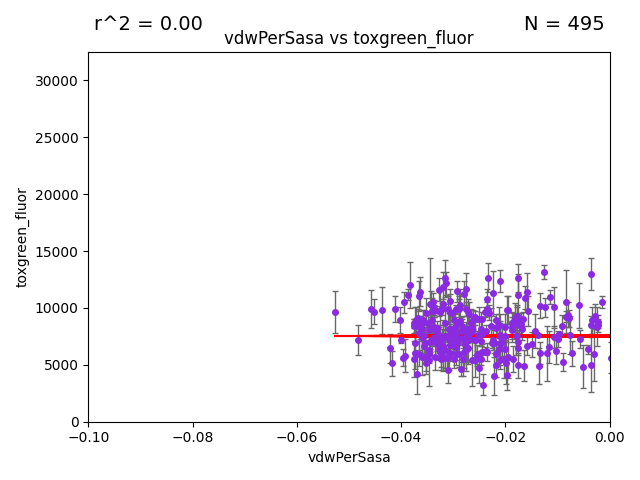 r^2 = 0.00
N = 495
vdwPerSasa vs toxgreen_fluor
30000
25000
20000
15000
10000
5000
0
toxgreen_fluor
−0.10
−0.08
−0.06
−0.04
−0.02
0.00
vdwPerSasa